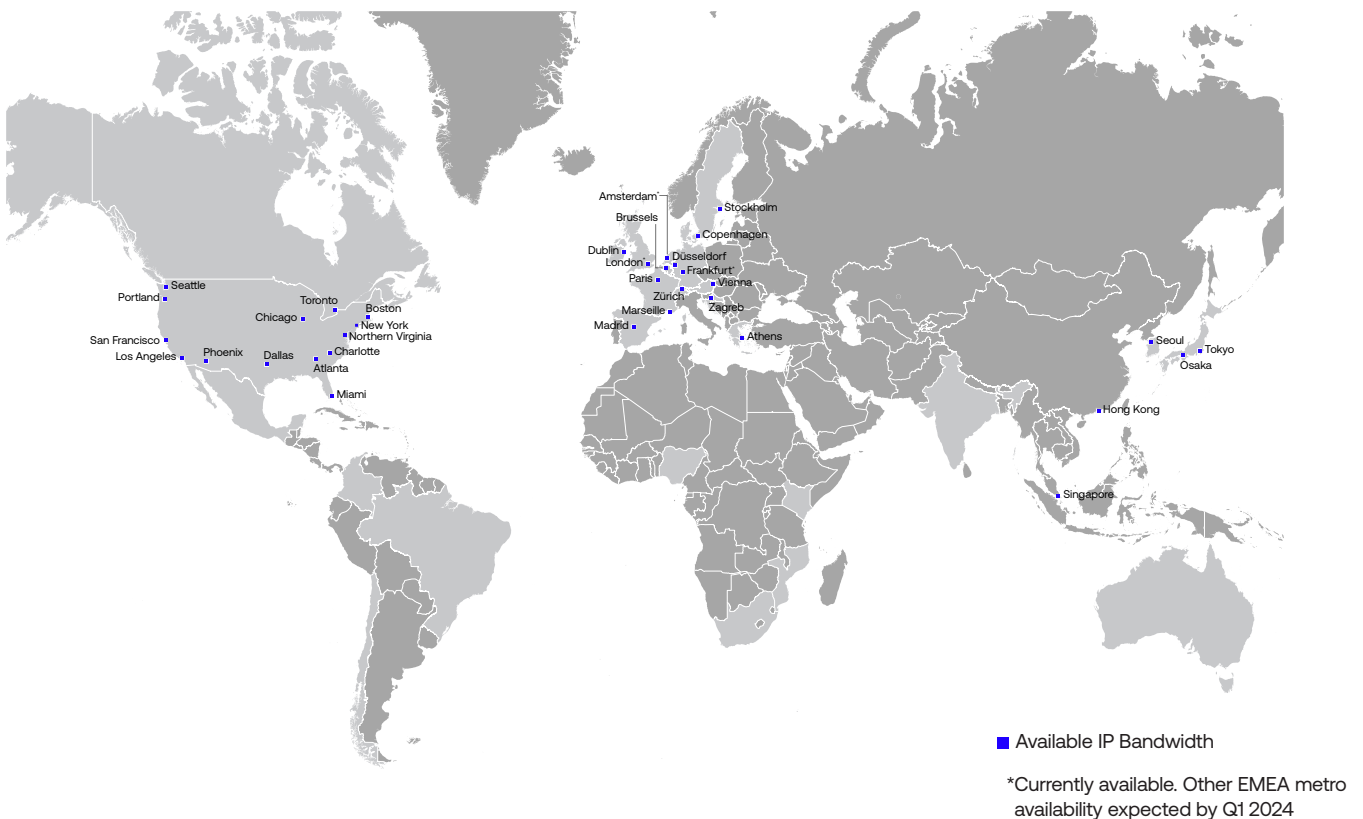 Amsterdam*
Brussels
Stockholm
Copenhagen
Dublin
London*
Düsseldorf
Frankfurt*
Paris
Vienna
Zürich
Zagreb
Marseille
Madrid
Athens
Seattle
Portland
Toronto
Boston
Chicago
New York
Northern Virginia
San Francisco
Los Angeles
Phoenix
Dallas
Charlotte
Atlanta
Miami
Seoul
Tokyo
Osaka
Hong Kong
Singapore
Available IP Bandwidth
*Currently available. Other EMEA metro
availability expected by Q1 2024